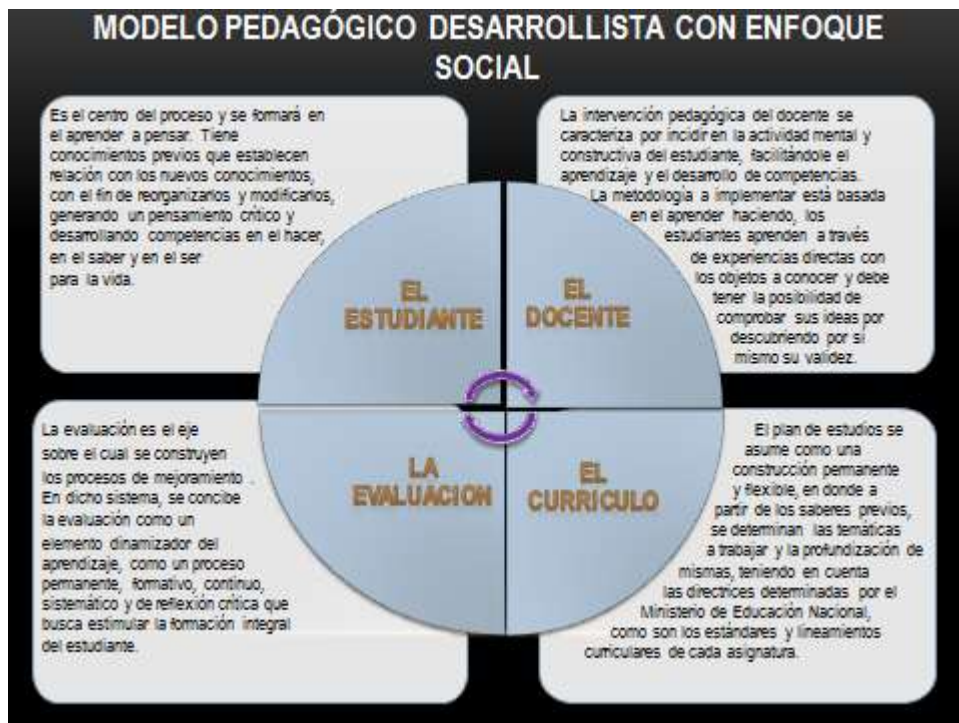 MODELO PEDAGÓGICO DESARROLLISTA CON ENFOQUE
SOCIAL
Es el centro del proceso y se formará en
el aprender a pensar. Tiene
conocimientos previos que establecen
relación con los nuevos conocimientos,
con el fin de reorganizarlos y modificarlos,
generando un pensamiento crítico y
desarrollando competencias en el hacer,
en el saber y en el ser
para la vida.
La intervención pedagógica del docente se
caracteriza por incidir en la actividad mental y
constructiva del estudiante, facilitándole el
aprendizaje y el desarrollo de competencias.
La metodología a implementar está basada
en el aprender haciendo, los
estudiantes aprenden a través
de experiencias directas con
los objetos a conocer y debe
tener la posibilidad de
comprobar sus ideas por
descubriendo por sí
mismo su validez.
EL
ESTUDIANTE
EL
DOCENTE
La evaluación es el eje
sobre el cual se construyen
los procesos de mejoramiento .
En dicho sistema, se concibe
la evaluación como un
elemento dinamizador del
aprendizaje, como un proceso
permanente, formativo, continuo,
sistemático y de reflexión crítica que
busca estimular la formación integral
del estudiante.
LA
EVALUACION
EL
CURRICULO
El plan de estudios se
asume como una
construcción permanente
y flexible, en donde a
partir de los saberes previos,
se determinan las temáticas
a trabajar y la profundización de
mismas, teniendo en cuenta
las directrices determinadas por el
Ministerio de Educación Nacional,
como son los estándares y lineamientos
curriculares de cada asignatura.